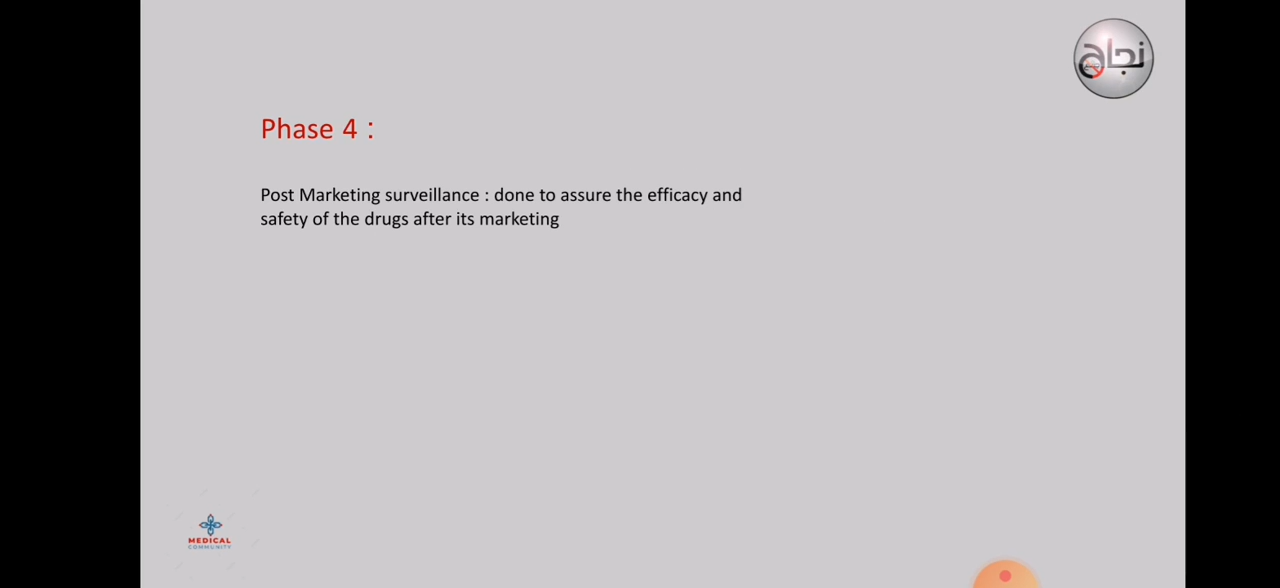 نجاح
Phase 4 :
Post Marketing surveillance : done to assure the efficacy and
safety of the drugs after its marketing
MEDICAL
COMMUNITY